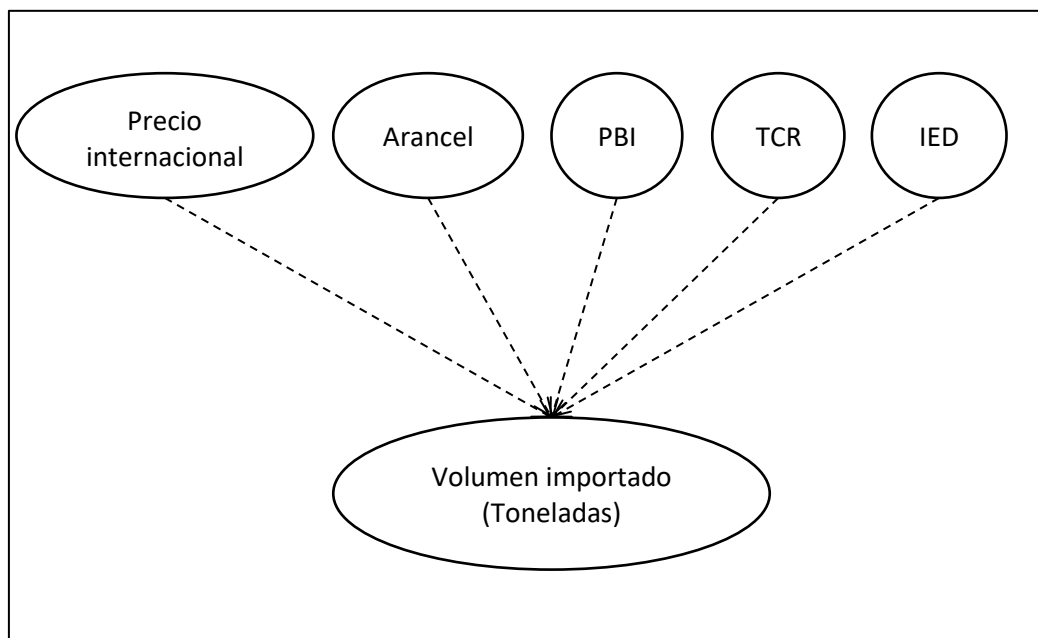 Precio
internacional
Arancel
PBI
TCR
IED
Volumen importado
(Toneladas)